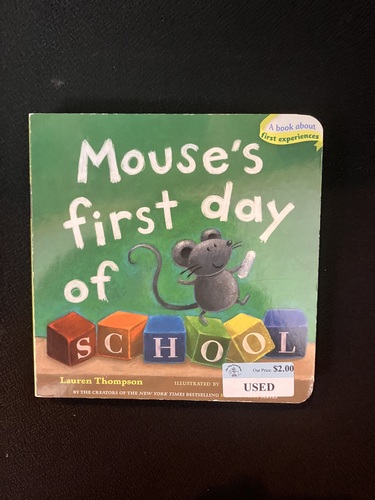 A book about
first experiences
Mouse's
first day
of
SCHOOL
Lauren Thompson
ILLUSTRATED BY
Our Price: $2.00
USED
BY THE CREATORS OF THE NEW YORK TIMES BESTSELLING